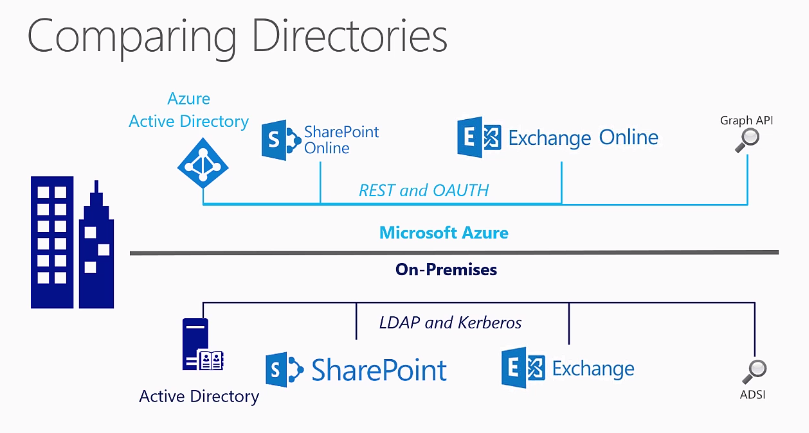 Comparing Directories
Azure
Active Directory
S
SharePoint
Online
E
Exchange Online
Graph API
REST and OAUTH
Microsoft Azure
On-Premises
LDAP and Kerberos
S
SharePoint
E
Exchange
Active Directory
ADSI